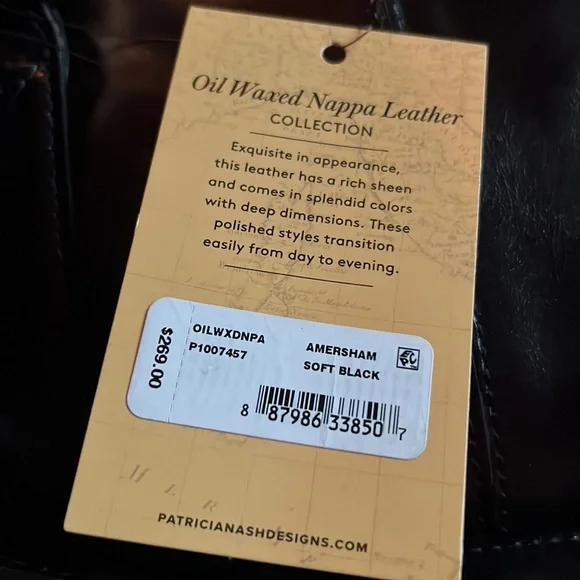 Oil Waxed Nappa Leather
COLLECTION
Exquisite in appearance,
this leather has a rich sheen
and comes in splendid colors
with deep dimensions. These
polished styles transition
easily from day to evening.
$269.00
OILWXDNPA
P1007457
AMERSHAM
SOFT BLACK
8 87986 33850 7
M L R
PATRICIANASHDESIGNS.COM